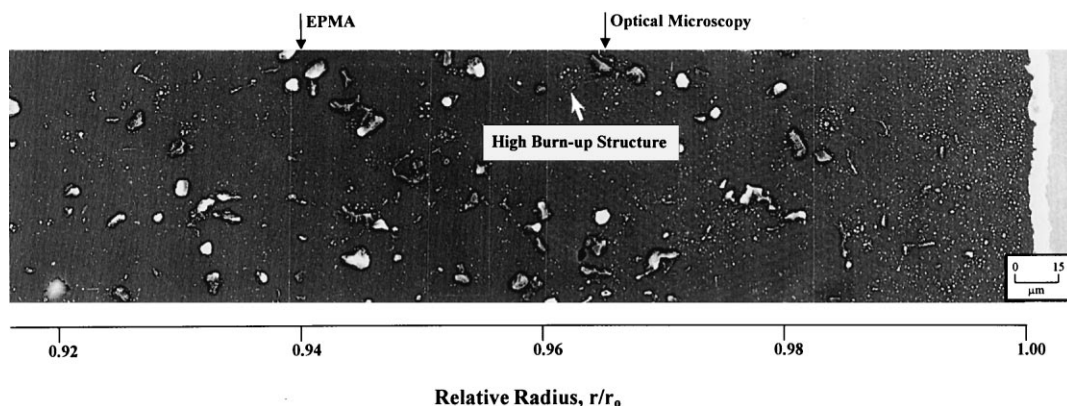 EPMA
Optical Microscopy
High Burn-up Structure
0 15
μm
0.92 0.94 0.96 0.98 1.00
Relative Radius, r/r₀